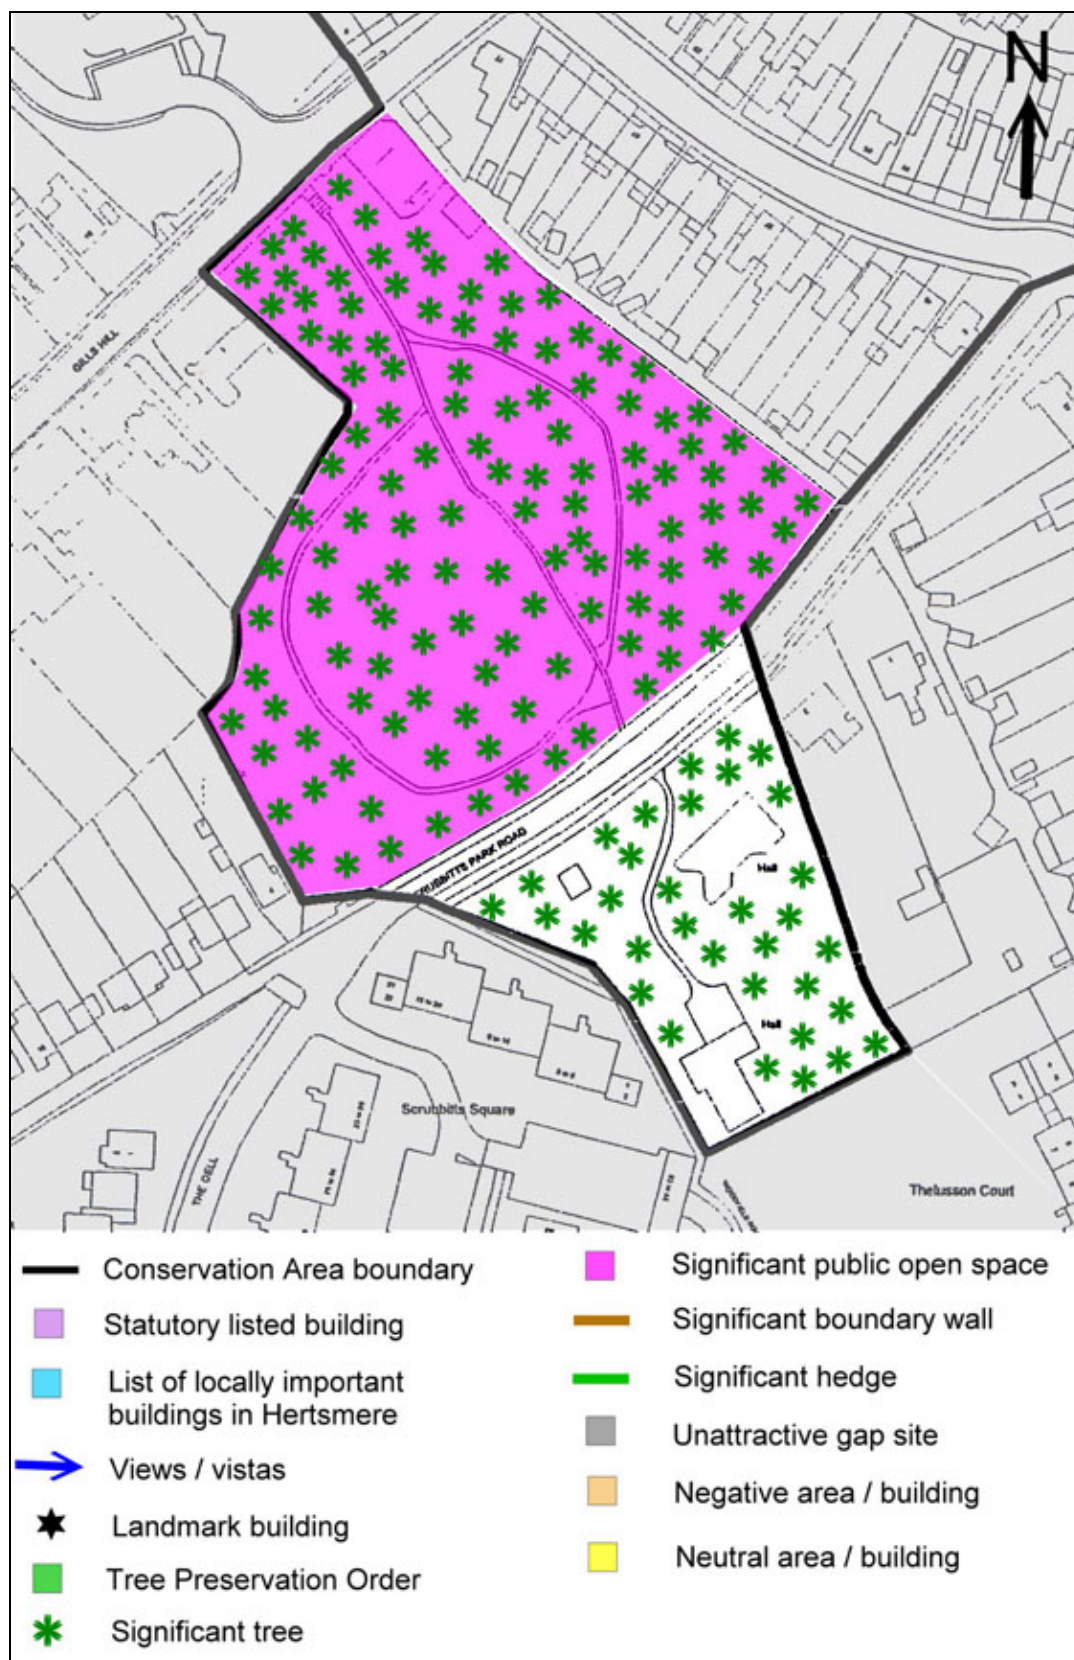 N
GILLS HILL
PARK ROAD
Hall
Hall
Scrubbitts Square
THE DELL
Thellusson Court
Conservation Area boundary
Statutory listed building
List of locally important
buildings in Hertsmere
Views / vistas
Landmark building
Tree Preservation Order
Significant tree
Significant public open space
Significant boundary wall
Significant hedge
Unattractive gap site
Negative area / building
Neutral area / building